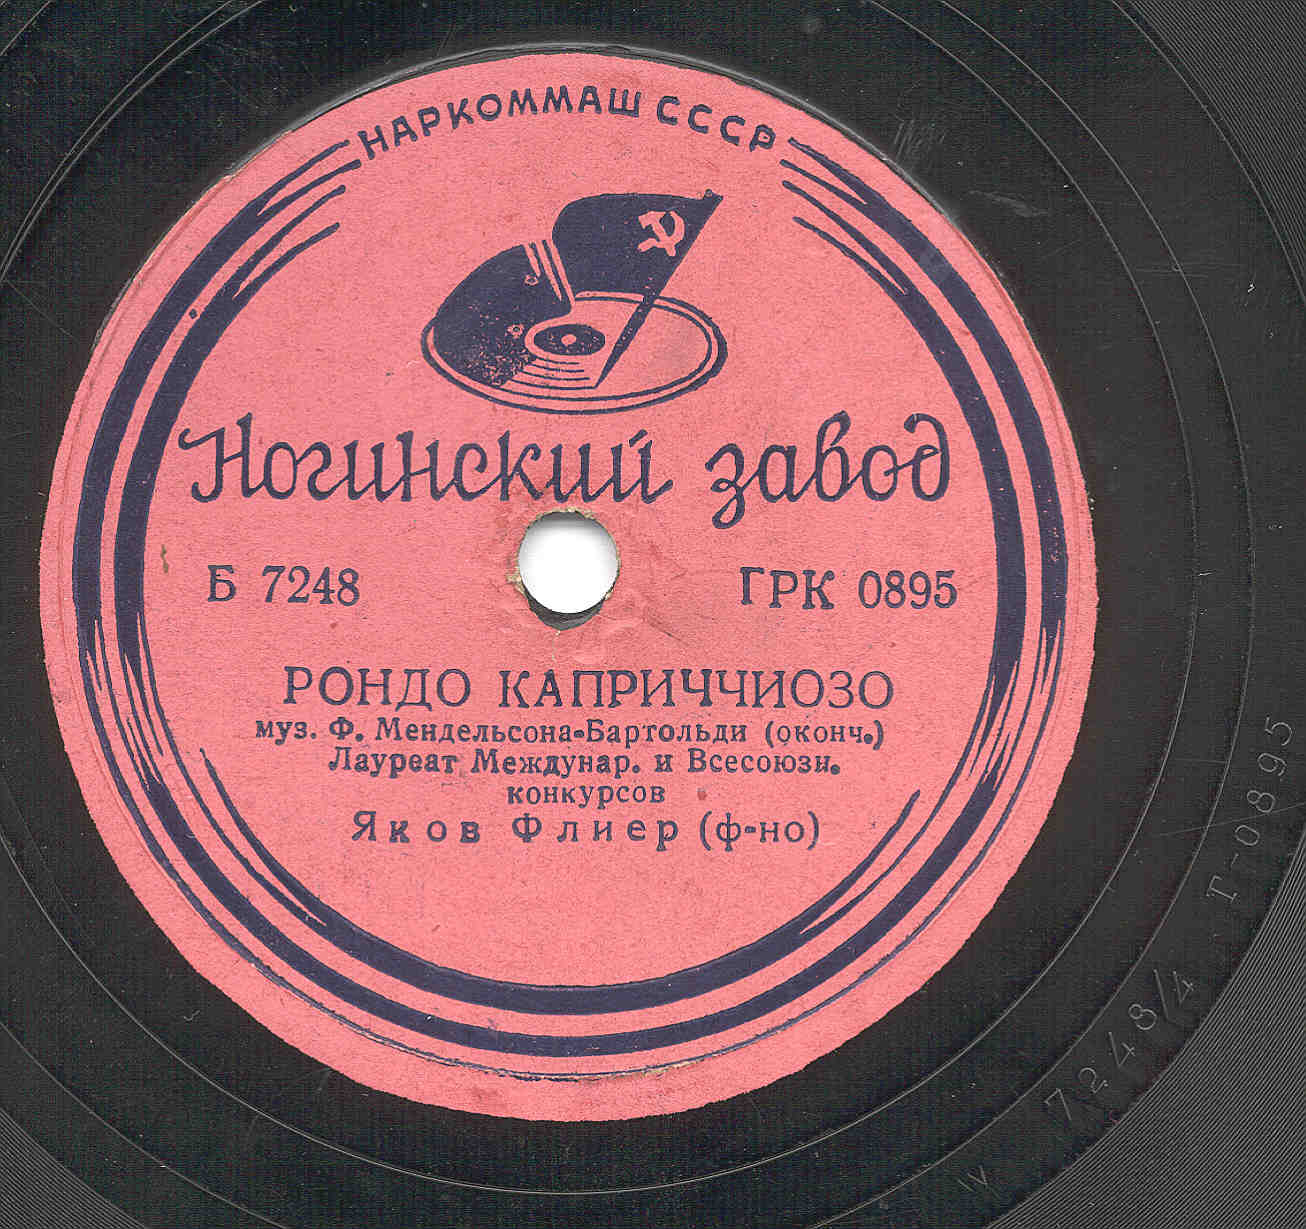 НАРКОММАШ СССР
Ногинский завод
Б 7248 ГРК 0895
РОНДО КАПРИЧЧИОЗО
муз. Ф. Мендельсона-Бартольди (оконч.)
Лауреат Междунар. и Всесоюзн.
конкурсов
Яков Флиер (ф-но)
7248/4 Т-0895